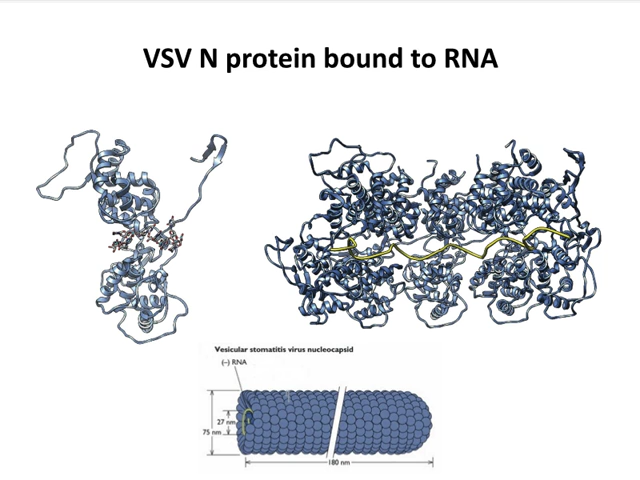 VSV N protein bound to RNA
Vesicular stomatitis virus nucleocapsid
(–) RNA
27 nm
75 nm
180 nm